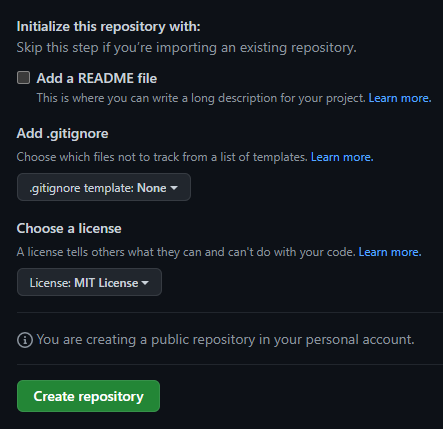 Initialize this repository with:
Skip this step if you're importing an existing repository.
Add a README file
This is where you can write a long description for your project. Learn more.
Add .gitignore
Choose which files not to track from a list of templates. Learn more.
.gitignore template: None
Choose a license
A license tells others what they can and can't do with your code. Learn more.
License: MIT License
You are creating a public repository in your personal account.
Create repository